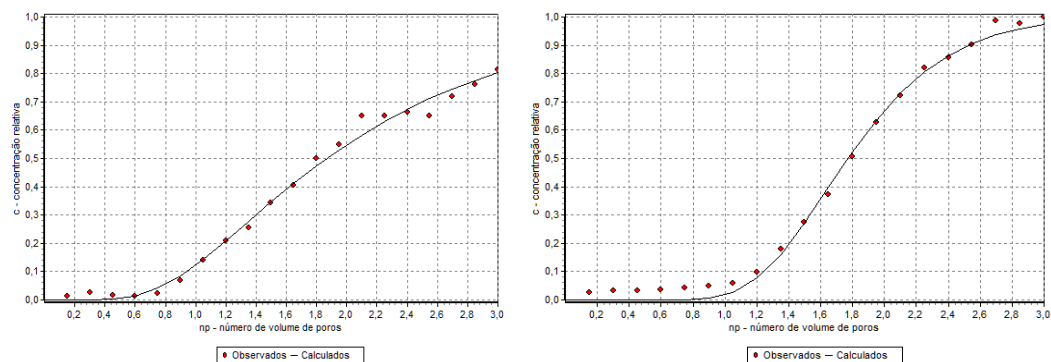 1,0
0,9
0,8
0,7
0,6
0,5
0,4
0,3
0,2
0,1
0,0
c - concentração relativa
0,2 0,4 0,6 0,8 1,0 1,2 1,4 1,6 1,8 2,0 2,2 2,4 2,6 2,8 3,0
np - número de volume de poros
Observados — Calculados
1,0
0,9
0,8
0,7
0,6
0,5
0,4
0,3
0,2
0,1
0,0
c - concentração relativa
0,2 0,4 0,6 0,8 1,0 1,2 1,4 1,6 1,8 2,0 2,2 2,4 2,6 2,8 3,0
np - número de volume de poros
Observados — Calculados